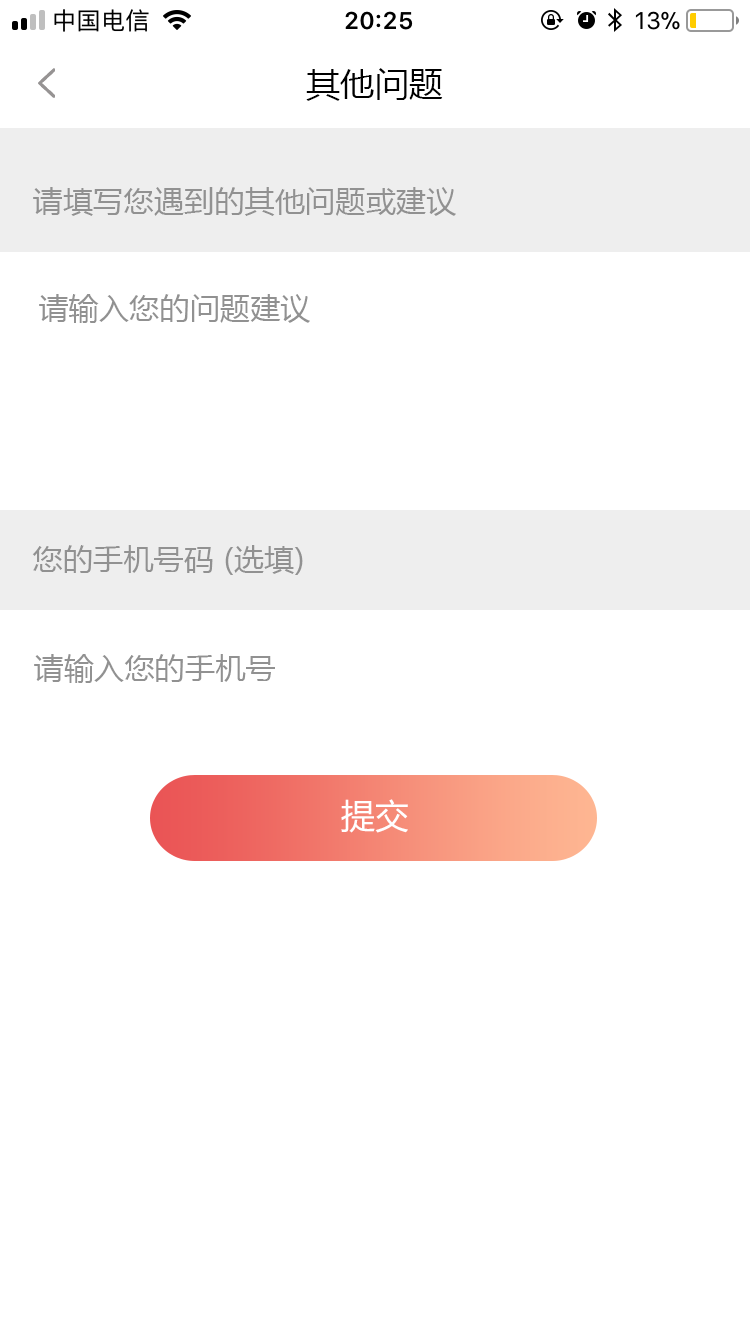 中国电信 20:25 13%
其他问题
请填写您遇到的其他问题或建议
请输入您的问题建议
您的手机号码 (选填)
请输入您的手机号
提交